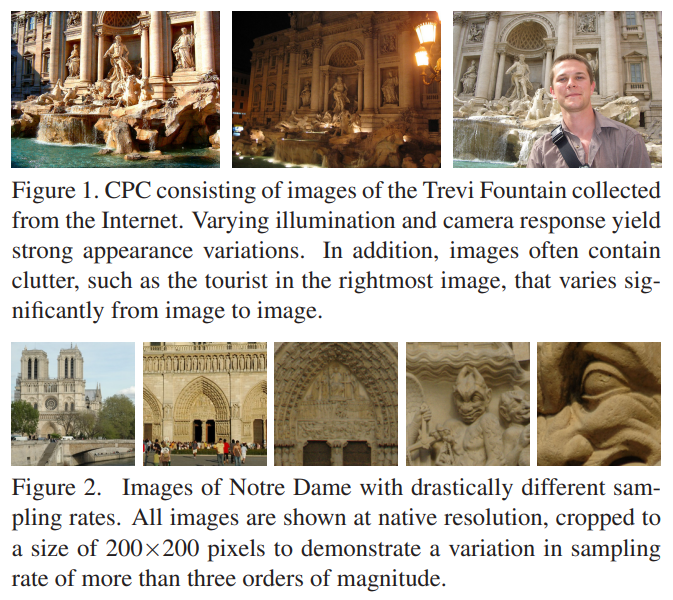 Figure 1. CPC consisting of images of the Trevi Fountain collected
from the Internet. Varying illumination and camera response yield
strong appearance variations. In addition, images often contain
clutter, such as the tourist in the rightmost image, that varies sig-
nificantly from image to image.
Figure 2. Images of Notre Dame with drastically different sam-
pling rates. All images are shown at native resolution, cropped to
a size of 200×200 pixels to demonstrate a variation in sampling
rate of more than three orders of magnitude.